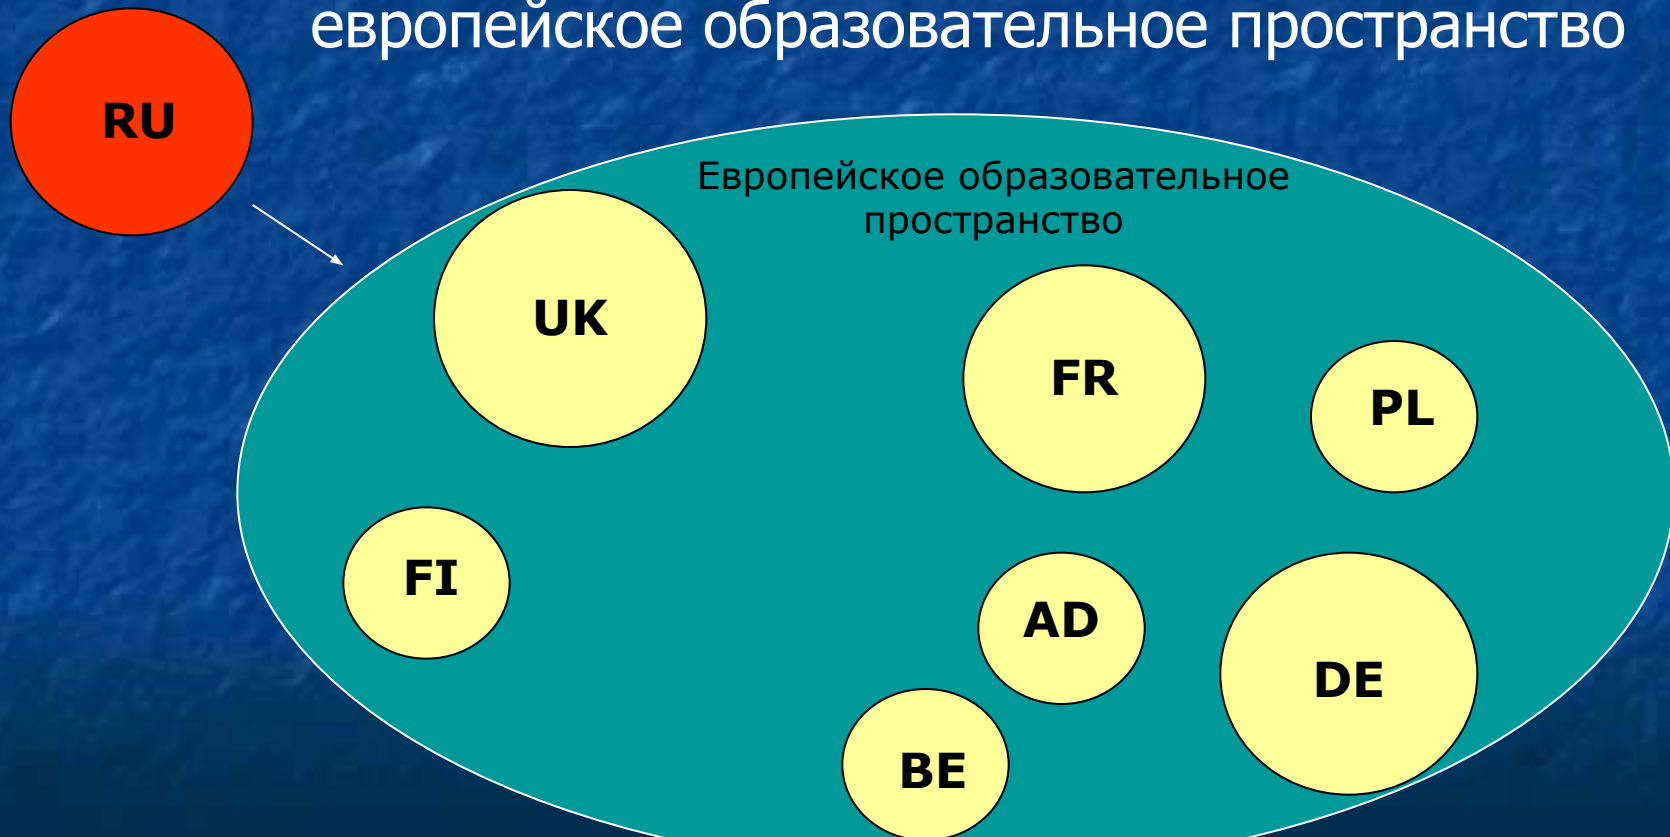 европейское образовательное пространство
RU
Европейское образовательное
пространство
UK
FR
PL
FI
AD
DE
BE